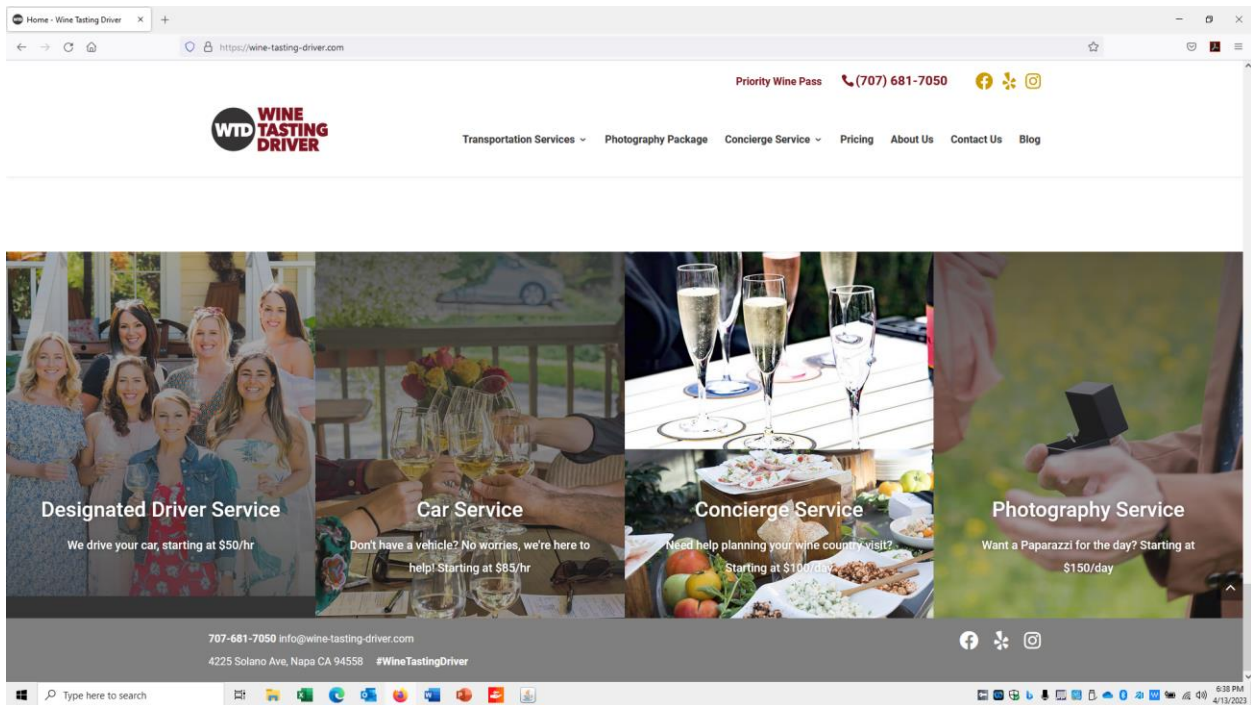 Home - Wine Tasting Driver
https://wine-tasting-driver.com
Priority Wine Pass (707) 681-7050
WTD WINE
TASTING
DRIVER
Transportation Services Photography Package Concierge Service Pricing About Us Contact Us Blog
Designated Driver Service
We drive your car, starting at $50/hr
Car Service
Don't have a vehicle? No worries, we're here to
help! Starting at $85/hr
Concierge Service
Need help planning your wine country visit?
Starting at $100/day
Photography Service
Want a Paparazzi for the day? Starting at
$150/day
707-681-7050 info@wine-tasting-driver.com
4225 Solano Ave, Napa CA 94558 #WineTastingDriver
Type here to search
6:38 PM
4/13/2023